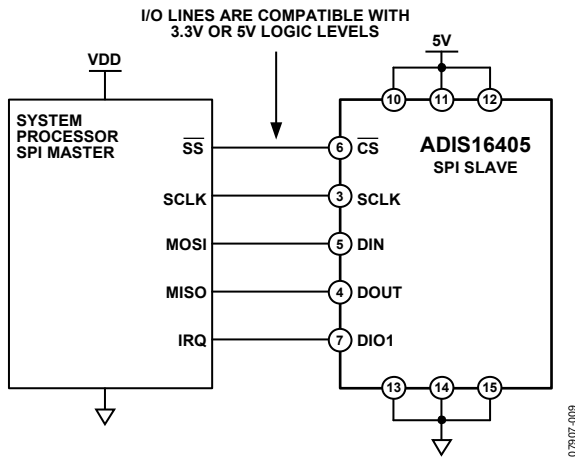 I/O LINES ARE COMPATIBLE WITH
3.3V OR 5V LOGIC LEVELS
VDD
5V
10
11
12
SYSTEM
PROCESSOR
SPI MASTER
ADIS16405
SPI SLAVE
SS
6
CS
SCLK
3
SCLK
MOSI
5
DIN
MISO
4
DOUT
IRQ
7
DIO1
13
14
15
07907-009